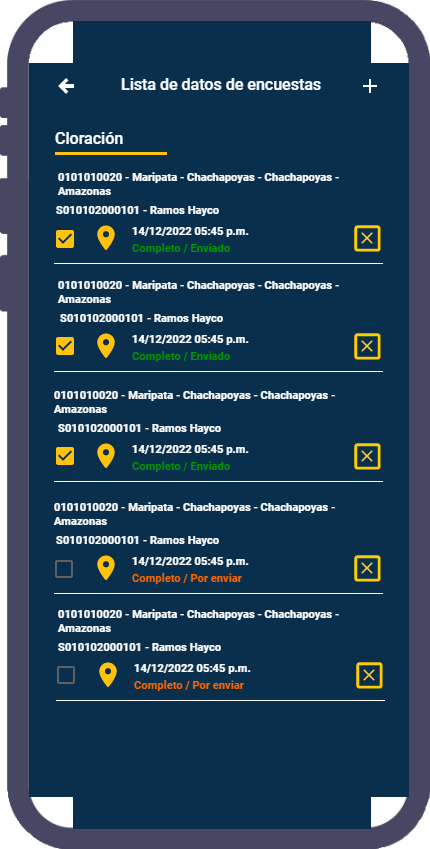 Lista de datos de encuestas
Cloración
0101010020 - Maripata - Chachapoyas - Chachapoyas -
Amazonas
S010102000101 - Ramos Hayco
14/12/2022 05:45 p.m.
Completo / Enviado
0101010020 - Maripata - Chachapoyas - Chachapoyas -
Amazonas
S010102000101 - Ramos Hayco
14/12/2022 05:45 p.m.
Completo / Enviado
0101010020 - Maripata - Chachapoyas - Chachapoyas -
Amazonas
S010102000101 - Ramos Hayco
14/12/2022 05:45 p.m.
Completo / Enviado
0101010020 - Maripata - Chachapoyas - Chachapoyas -
Amazonas
S010102000101 - Ramos Hayco
14/12/2022 05:45 p.m.
Completo / Por enviar
0101010020 - Maripata - Chachapoyas - Chachapoyas -
Amazonas
S010102000101 - Ramos Hayco
14/12/2022 05:45 p.m.
Completo / Por enviar